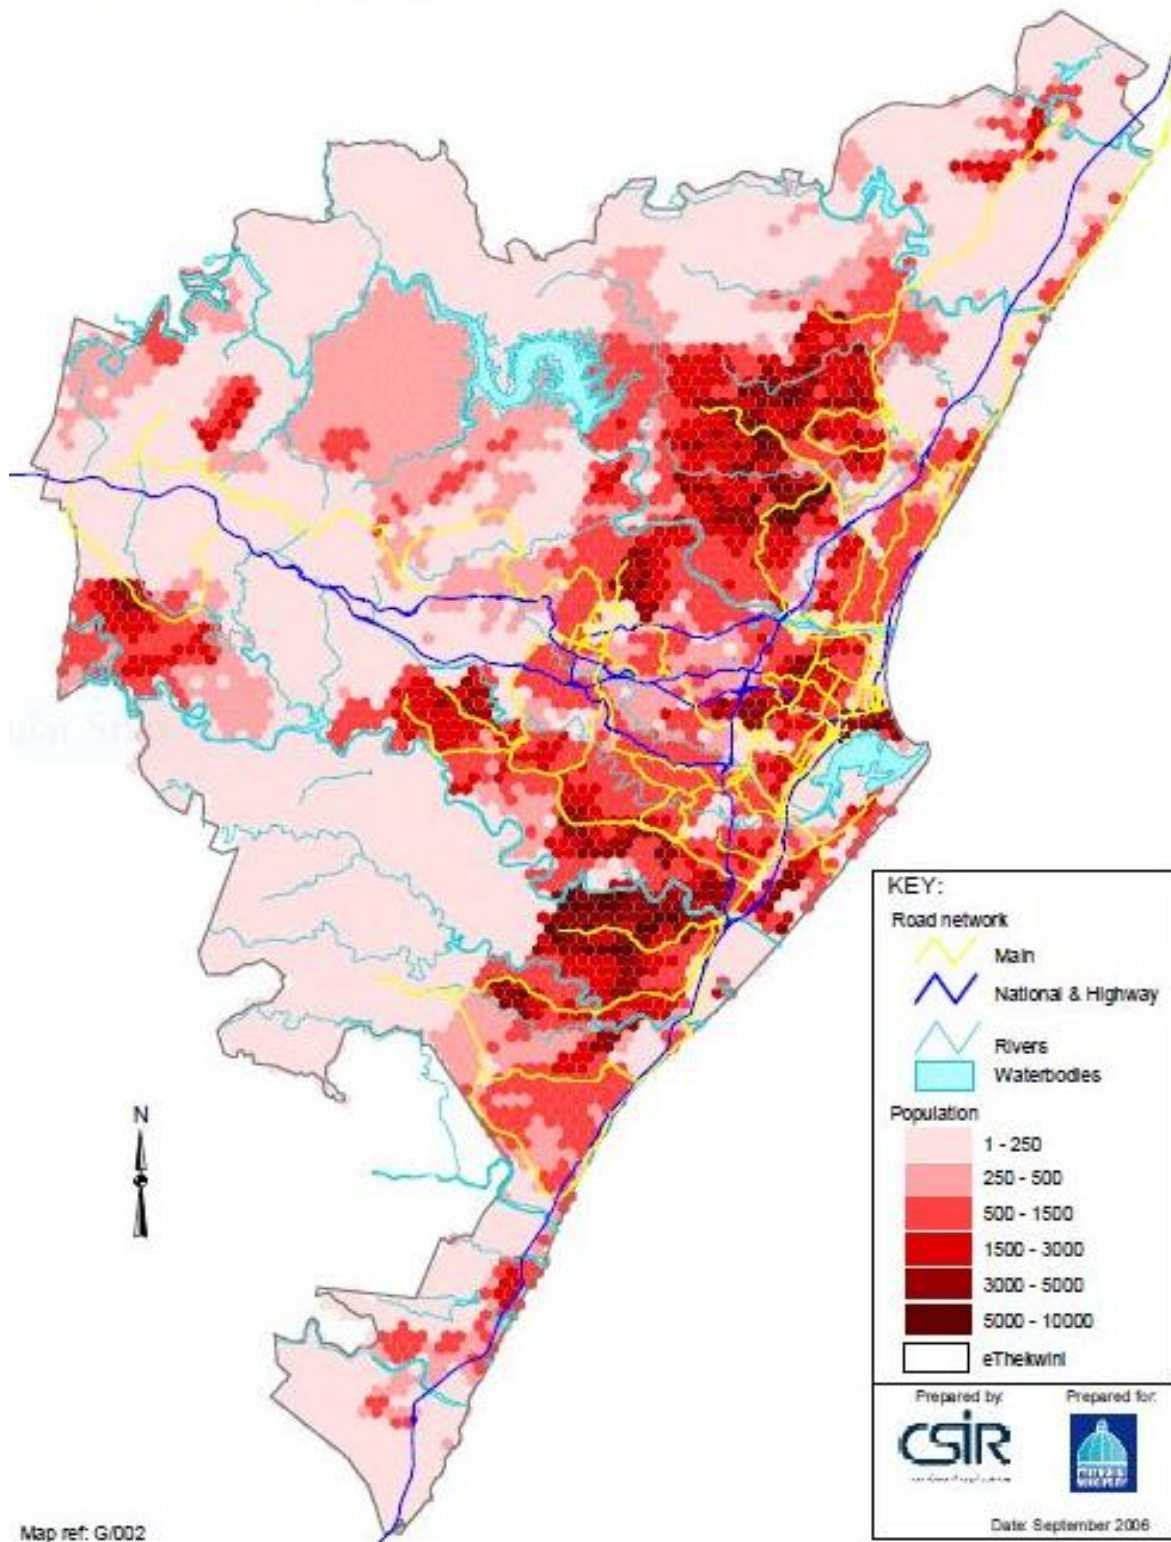 KEY:
Road network
Main
National & Highway
Rivers
Waterbodies
Population
1 - 250
250 - 500
500 - 1500
1500 - 3000
3000 - 5000
5000 - 10000
eThekwini
Prepared by:
Prepared for:
CSIR
Date: September 2006
N
Map ref: G/002